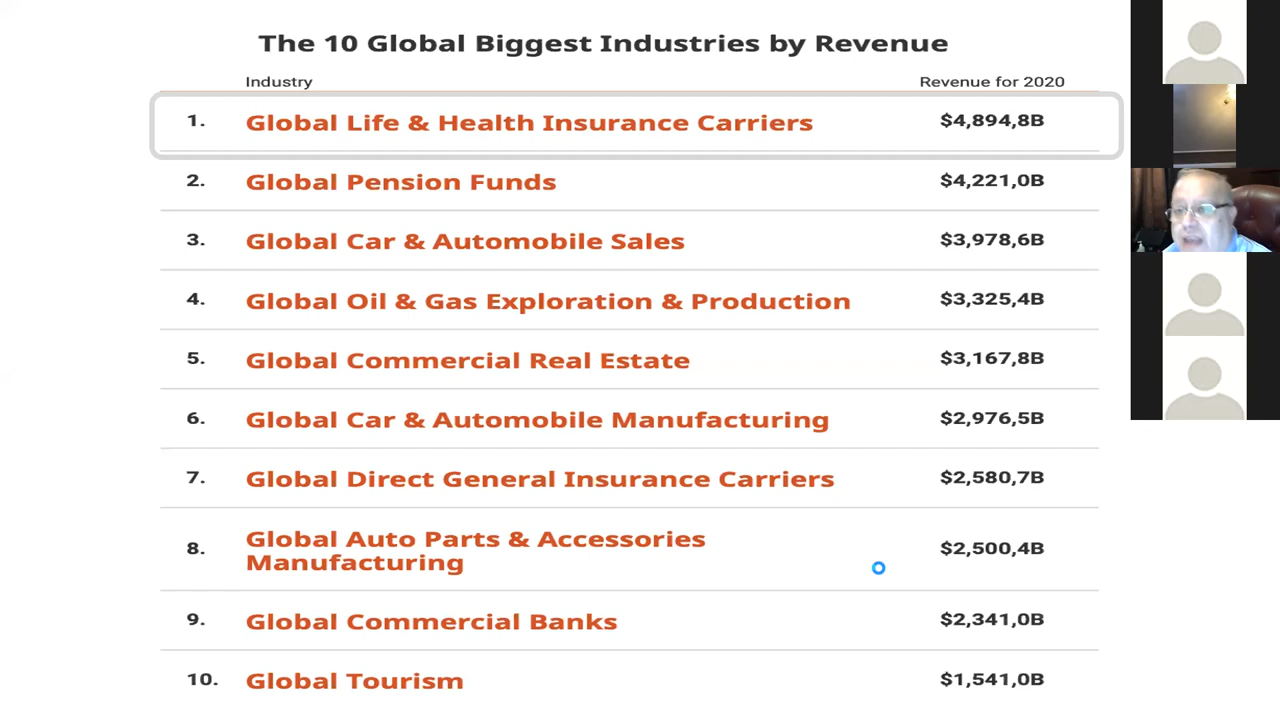 The 10 Global Biggest Industries by Revenue
Industry Revenue for 2020
1. Global Life & Health Insurance Carriers $4,894,8B
2. Global Pension Funds $4,221,0B
3. Global Car & Automobile Sales $3,978,6B
4. Global Oil & Gas Exploration & Production $3,325,4B
5. Global Commercial Real Estate $3,167,8B
6. Global Car & Automobile Manufacturing $2,976,5B
7. Global Direct General Insurance Carriers $2,580,7B
8. Global Auto Parts & Accessories
Manufacturing $2,500,4B
9. Global Commercial Banks $2,341,0B
10. Global Tourism $1,541,0B